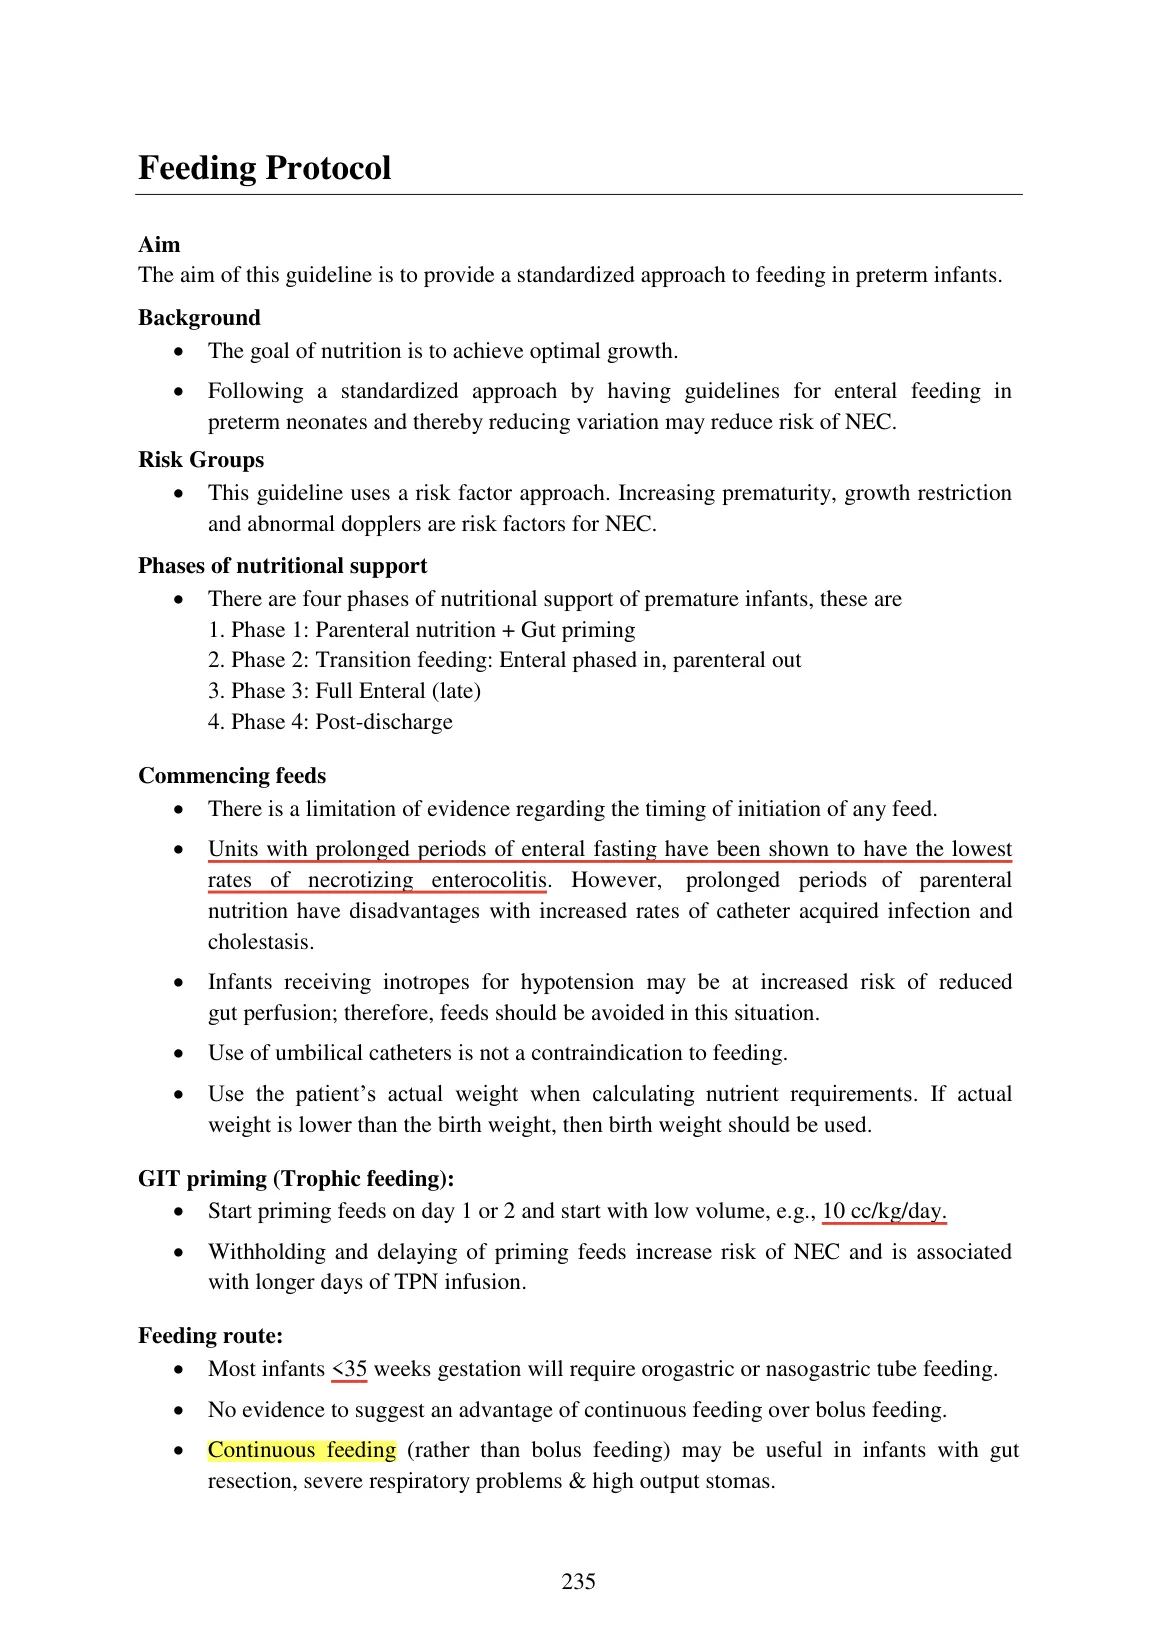 Feeding Protocol
Aim
The aim of this guideline is to provide a standardized approach to feeding in preterm infants.
Background
• The goal of nutrition is to achieve optimal growth.
• Following a standardized approach by having guidelines for enteral feeding in
preterm neonates and thereby reducing variation may reduce risk of NEC.
Risk Groups
• This guideline uses a risk factor approach. Increasing prematurity, growth restriction
and abnormal dopplers are risk factors for NEC.
Phases of nutritional support
• There are four phases of nutritional support of premature infants, these are
1. Phase 1: Parenteral nutrition + Gut priming
2. Phase 2: Transition feeding: Enteral phased in, parenteral out
3. Phase 3: Full Enteral (late)
4. Phase 4: Post-discharge
Commencing feeds
• There is a limitation of evidence regarding the timing of initiation of any feed.
• Units with prolonged periods of enteral fasting have been shown to have the lowest
rates of necrotizing enterocolitis. However, prolonged periods of parenteral
nutrition have disadvantages with increased rates of catheter acquired infection and
cholestasis.
• Infants receiving inotropes for hypotension may be at increased risk of reduced
gut perfusion; therefore, feeds should be avoided in this situation.
• Use of umbilical catheters is not a contraindication to feeding.
• Use the patient’s actual weight when calculating nutrient requirements. If actual
weight is lower than the birth weight, then birth weight should be used.
GIT priming (Trophic feeding):
• Start priming feeds on day 1 or 2 and start with low volume, e.g., 10 cc/kg/day.
• Withholding and delaying of priming feeds increase risk of NEC and is associated
with longer days of TPN infusion.
Feeding route:
• Most infants <35 weeks gestation will require orogastric or nasogastric tube feeding.
• No evidence to suggest an advantage of continuous feeding over bolus feeding.
• Continuous feeding (rather than bolus feeding) may be useful in infants with gut
resection, severe respiratory problems & high output stomas.
235